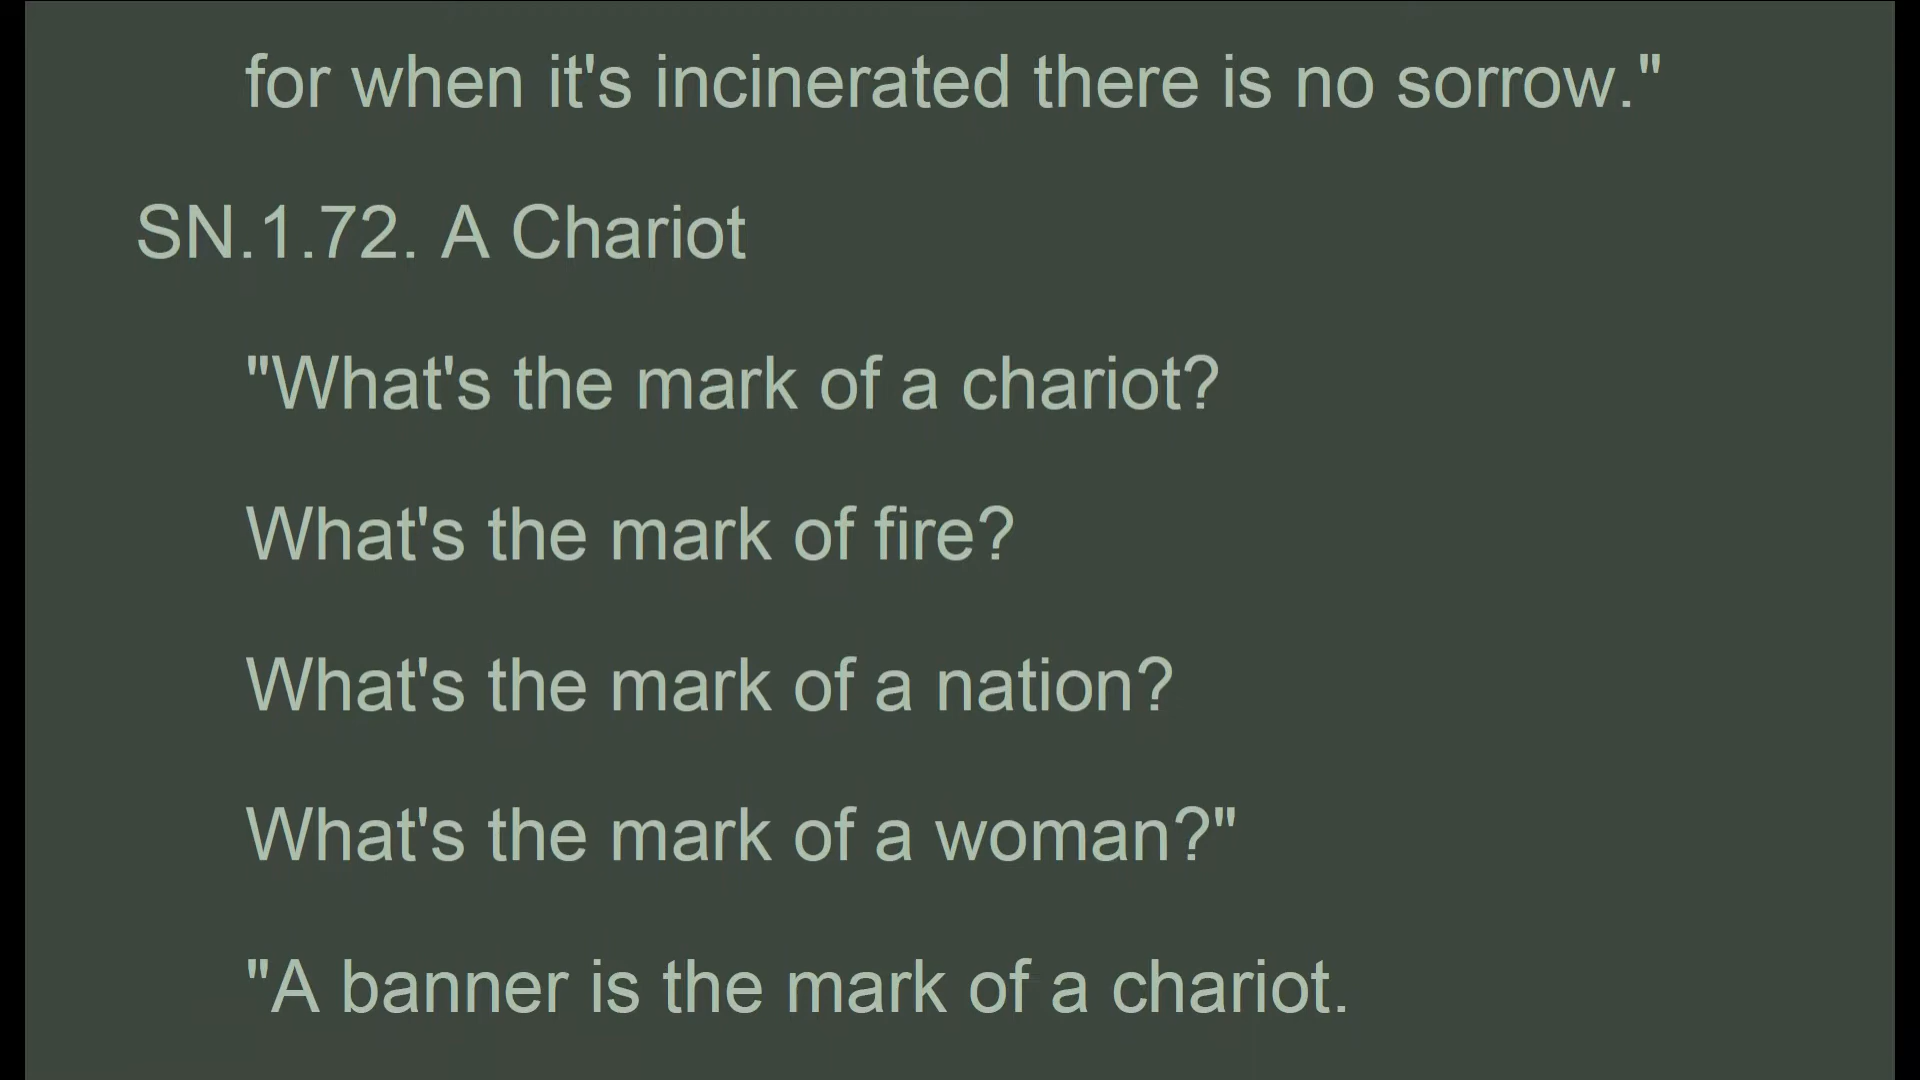 for when it's incinerated there is no sorrow."
SN.1.72. A Chariot
"What's the mark of a chariot?
What's the mark of fire?
What's the mark of a nation?
What's the mark of a woman?"
"A banner is the mark of a chariot.